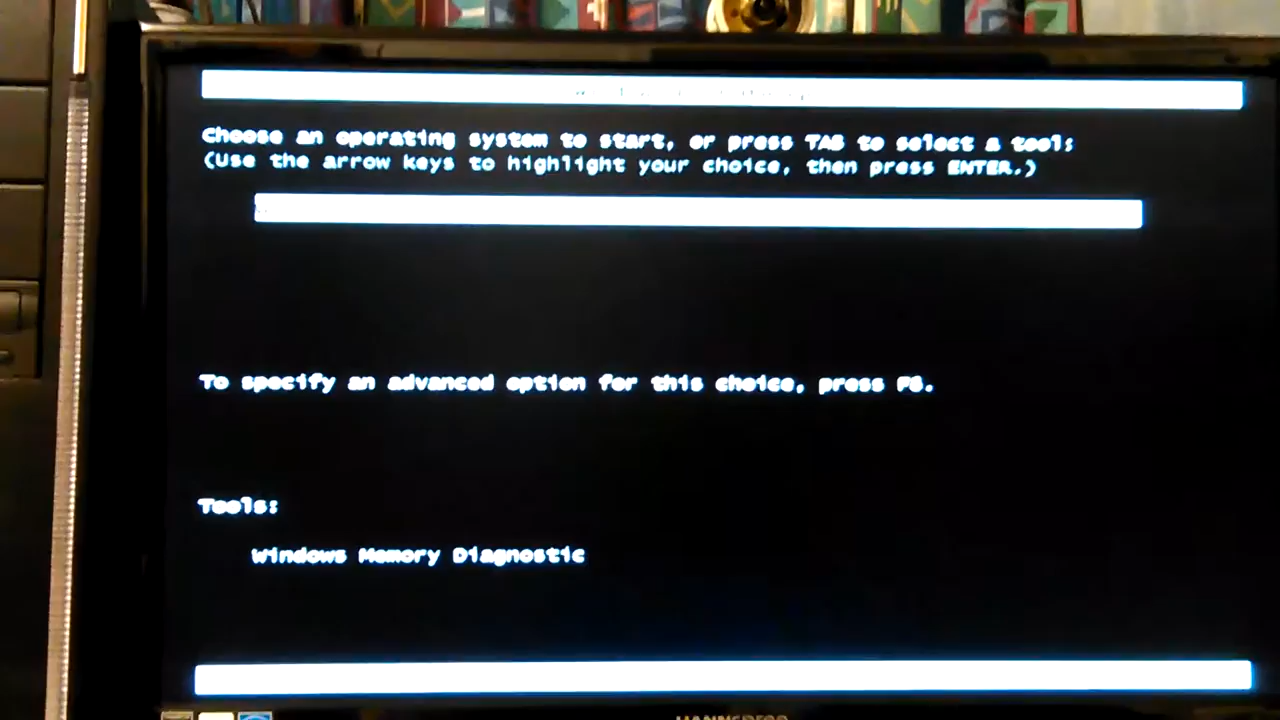 Choose an operating system to start, or press TAB to select a tool:
(Use the arrow keys to highlight your choice, then press ENTER.)
To specify an advanced option for this choice, press F8.
Tools:
Windows Memory Diagnostic